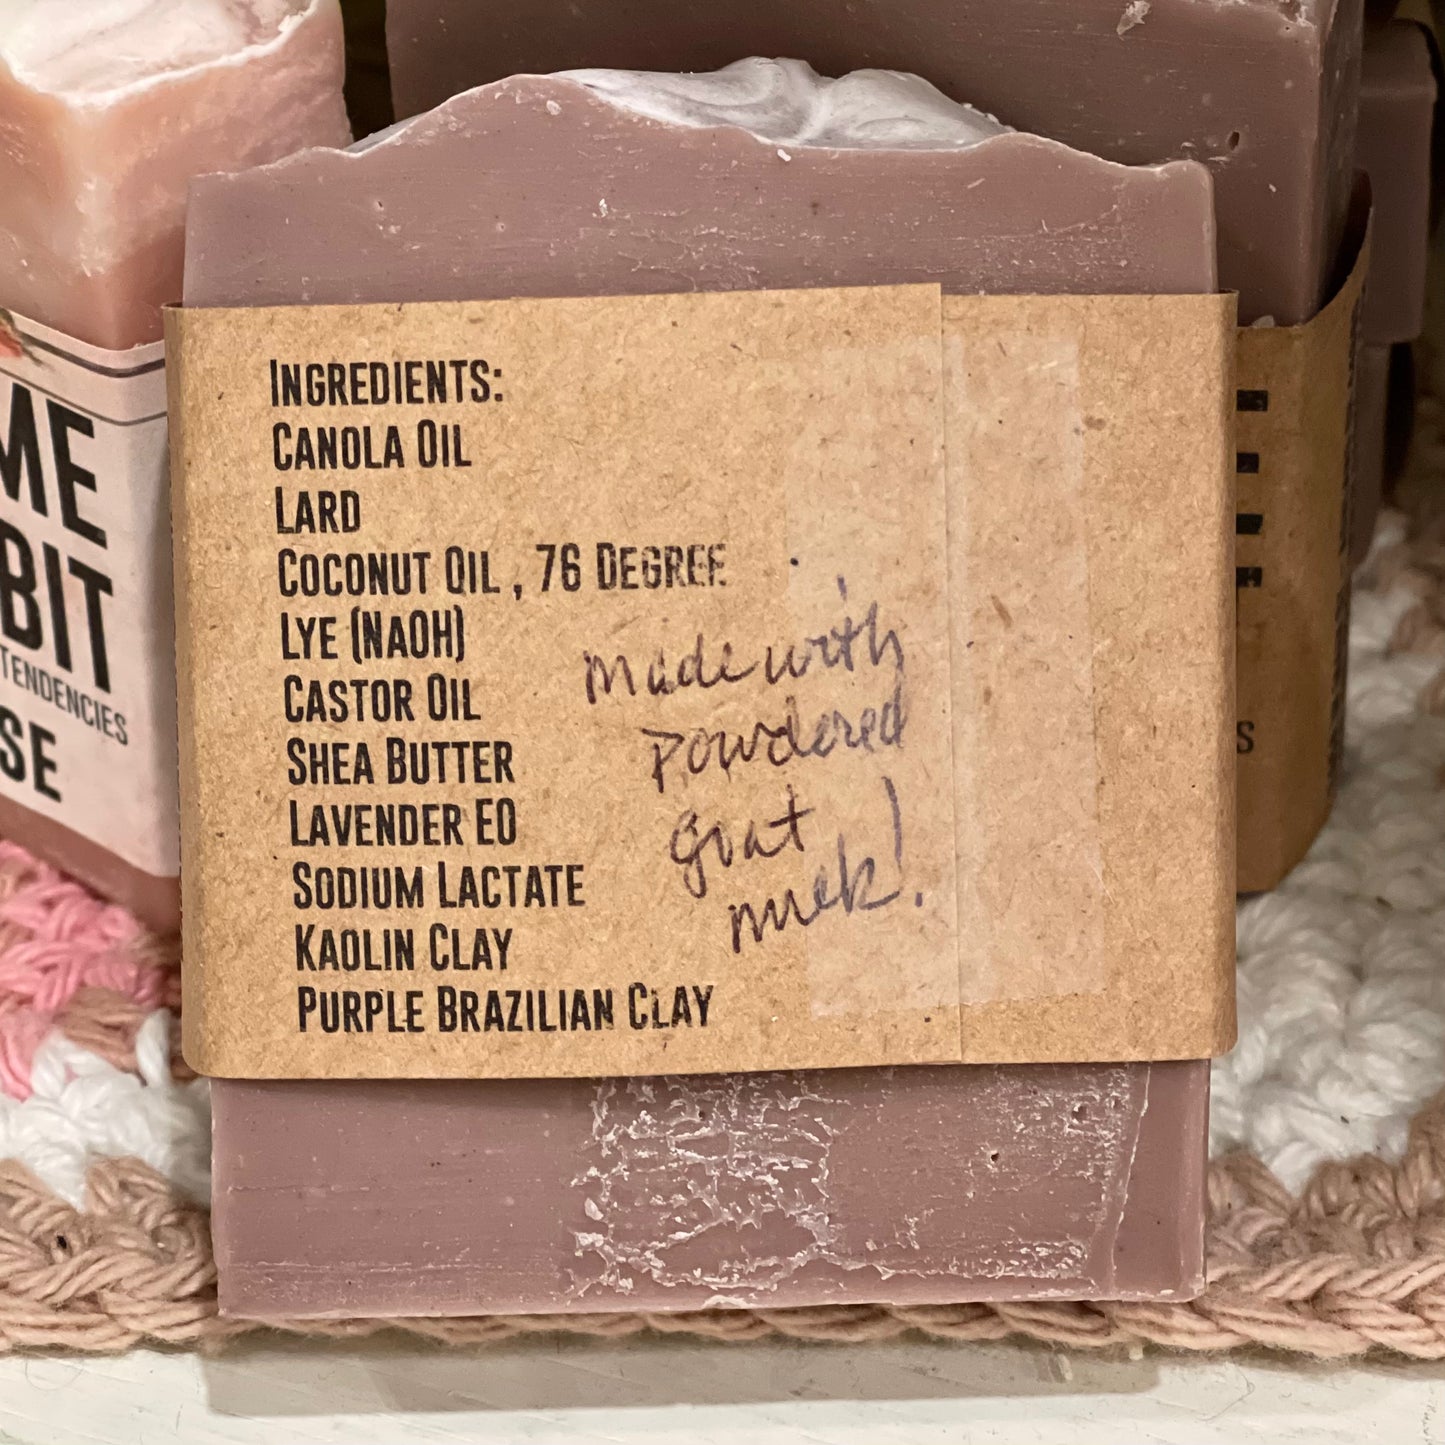 Ingredients:
Canola Oil
Lard
Coconut Oil , 76 Degree
Lye (NaOH)
Castor Oil
Shea Butter
Lavender EO
Sodium Lactate
Kaolin Clay
Purple Brazilian Clay
Made with
Powdered
goat
milk!
ME
BIT
TENDENCIES
SE
S